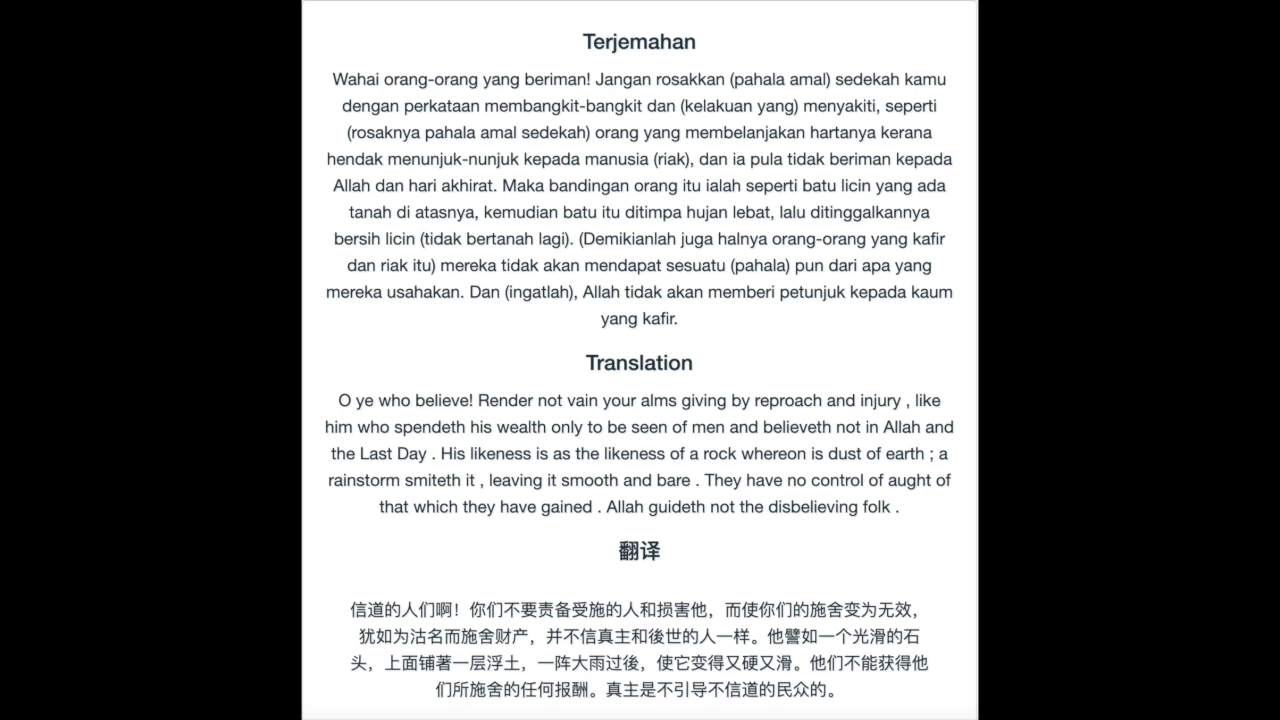 Terjemahan
Wahai orang-orang yang beriman! Jangan rosakkan (pahala amal) sedekah kamu
dengan perkataan membangkit-bangkit dan (kelakuan yang) menyakiti, seperti
(rosaknya pahala amal sedekah) orang yang membelanjakan hartanya kerana
hendak menunjuk-nunjuk kepada manusia (riak), dan ia pula tidak beriman kepada
Allah dan hari akhirat. Maka bandingan orang itu ialah seperti batu licin yang ada
tanah di atasnya, kemudian batu itu ditimpa hujan lebat, lalu ditinggalkannya
bersih licin (tidak bertanah lagi). (Demikianlah juga halnya orang-orang yang kafir
dan riak itu) mereka tidak akan mendapat sesuatu (pahala) pun dari apa yang
mereka usahakan. Dan (ingatlah), Allah tidak akan memberi petunjuk kepada kaum
yang kafir.
Translation
O ye who believe! Render not vain your alms giving by reproach and injury , like
him who spendeth his wealth only to be seen of men and believeth not in Allah and
the Last Day . His likeness is as the likeness of a rock whereon is dust of earth ; a
rainstorm smiteth it , leaving it smooth and bare . They have no control of aught of
that which they have gained . Allah guideth not the disbelieving folk .
翻译
信道的人们啊！你们不要责备受施的人和损害他，而使你们的施舍变为无效，
犹如为沽名而施舍财产，并不信真主和後世的人一样。他譬如一个光滑的石
头，上面铺著一层浮土，一阵大雨过後，使它变得又硬又滑。他们不能获得他
们所施舍的任何报酬。真主是不引导不信道的民众的。